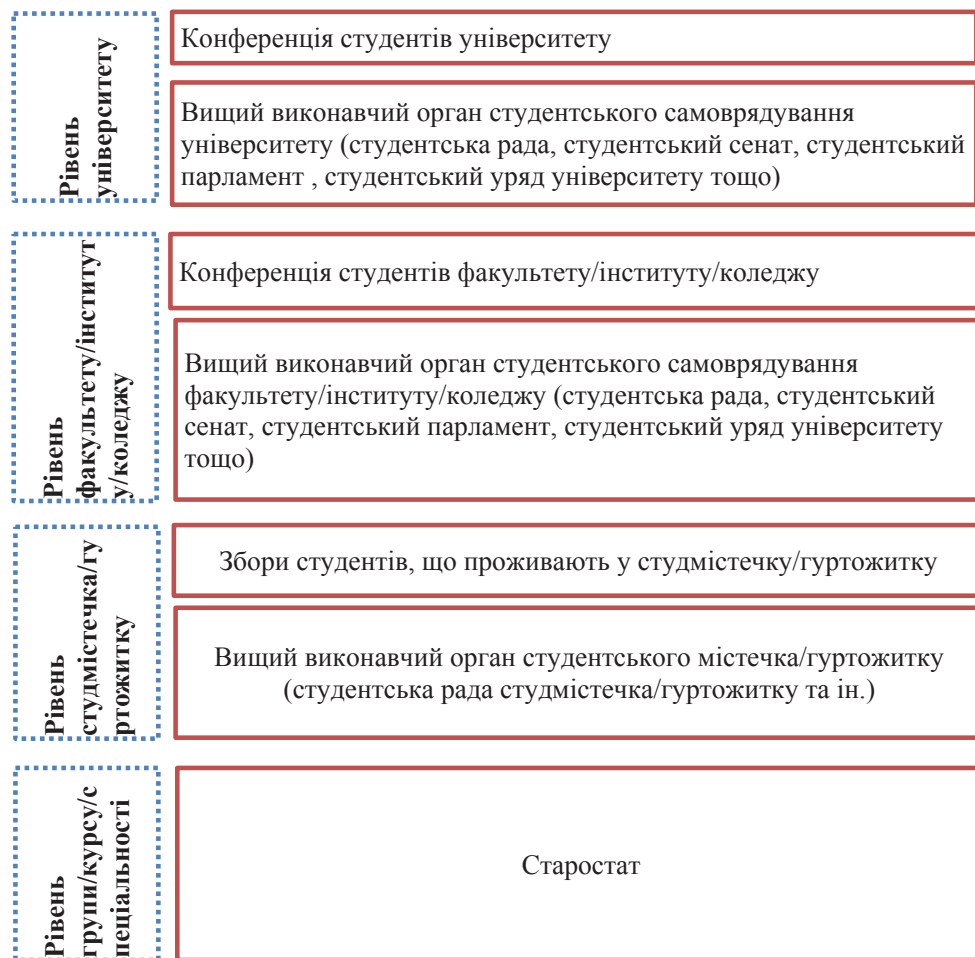 Рівень
університету
Конференція студентів університету
Вищий виконавчий орган студентського самоврядування
університету (студентська рада, студентський сенат, студентський
парламент , студентський уряд університету тощо)
Рівень
факультету/інститут
у/коледжу
Конференція студентів факультету/інституту/коледжу
Вищий виконавчий орган студентського самоврядування
факультету/інституту/коледжу (студентська рада, студентський
сенат, студентський парламент, студентський уряд університету
тощо)
Рівень
студмістечка/гу
ртожитку
Збори студентів, що проживають у студмістечку/гуртожитку
Вищий виконавчий орган студентського містечка/гуртожитку
(студентська рада студмістечка/гуртожитку та ін.)
Рівень
групи/курсу/с
пеціальності
Старостат